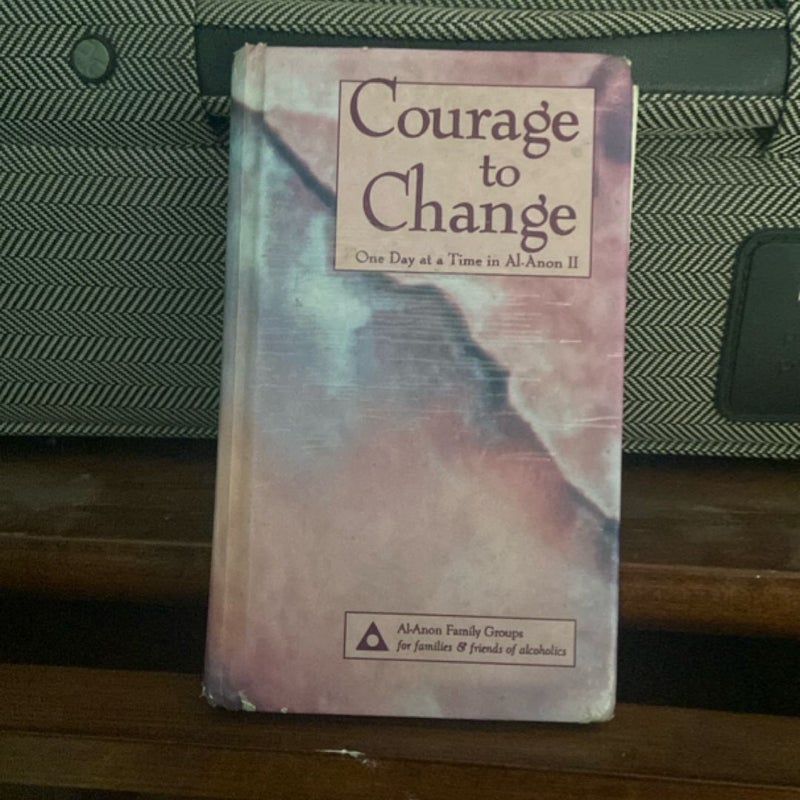 Courage
to
Change
One Day at a Time in Al-Anon II
Al-Anon Family Groups
for families & friends of alcoholics